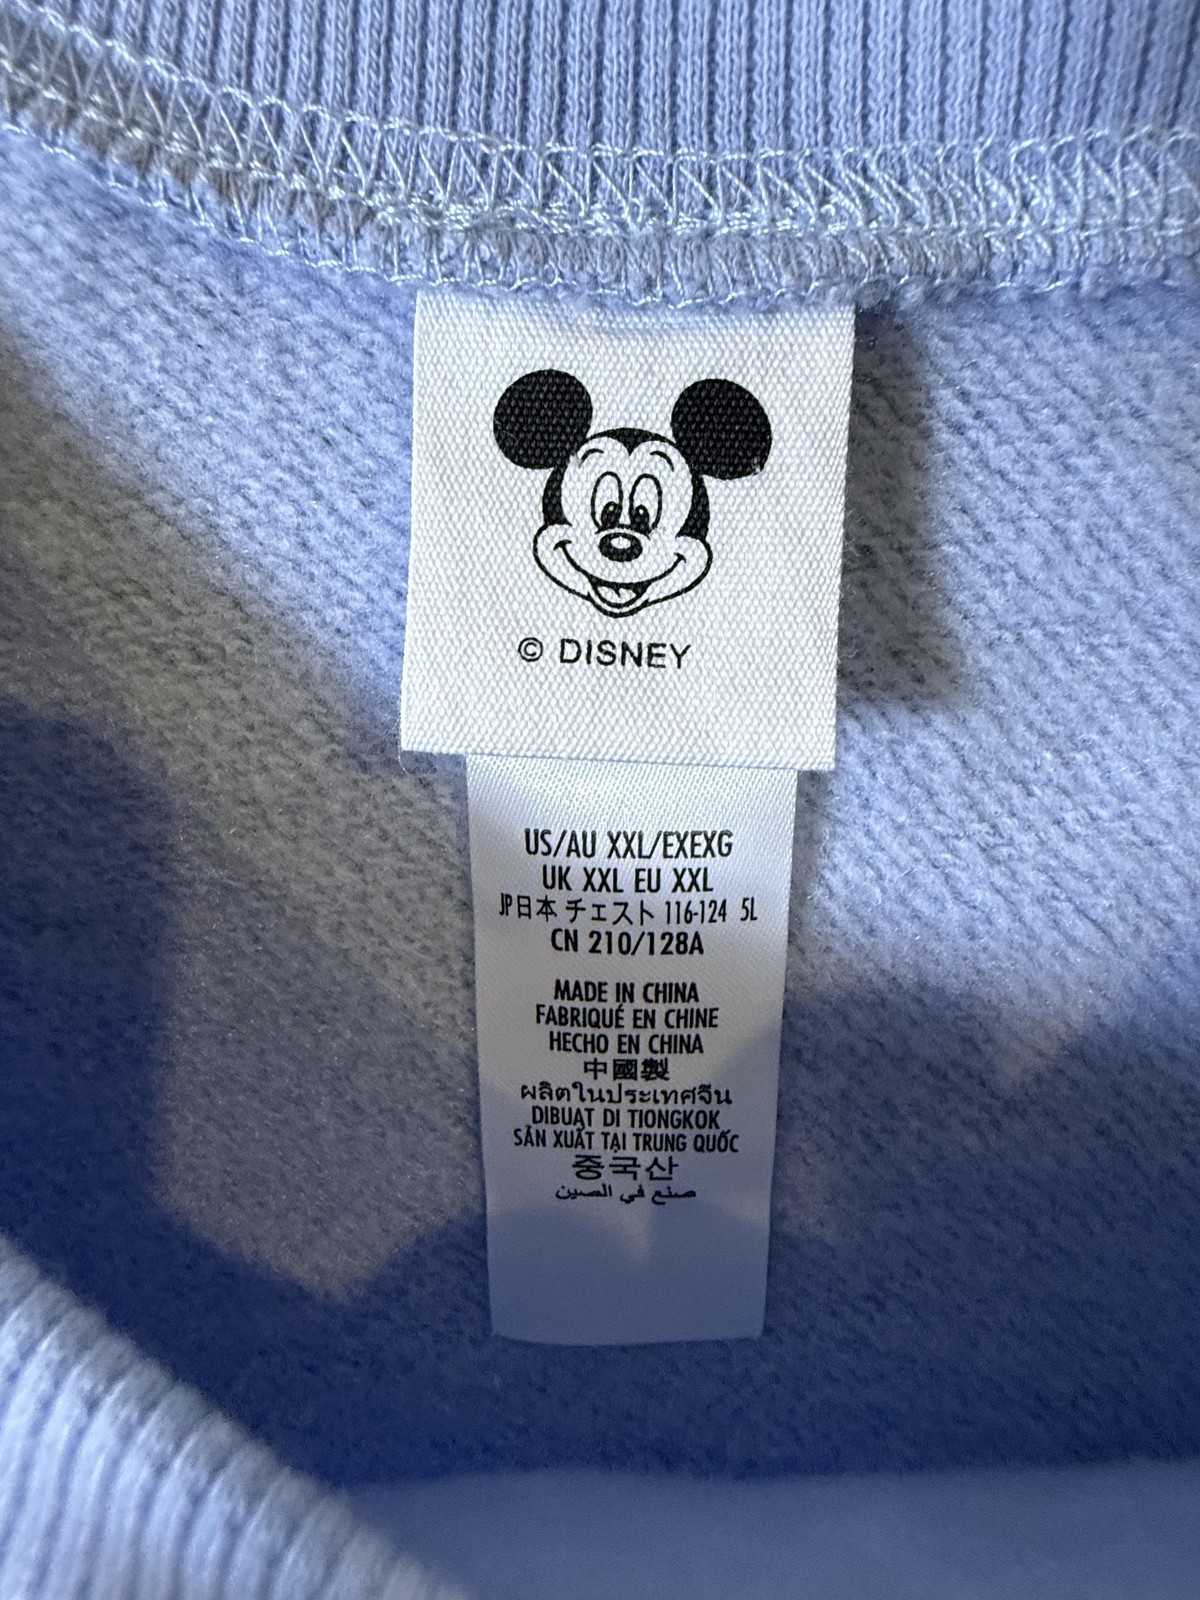 © DISNEY
US/AU XXL/EXEXG
UK XXL EU XXL
JP日本 チェスト 116-124 5L
CN 210/128A
MADE IN CHINA
FABRIQUÉ EN CHINE
HECHO EN CHINA
中國製
ผลิตในประเทศจีน
DIBUAT DI TIONGKOK
SẢN XUẤT TẠI TRUNG QUỐC
중국산
صنع في الصين